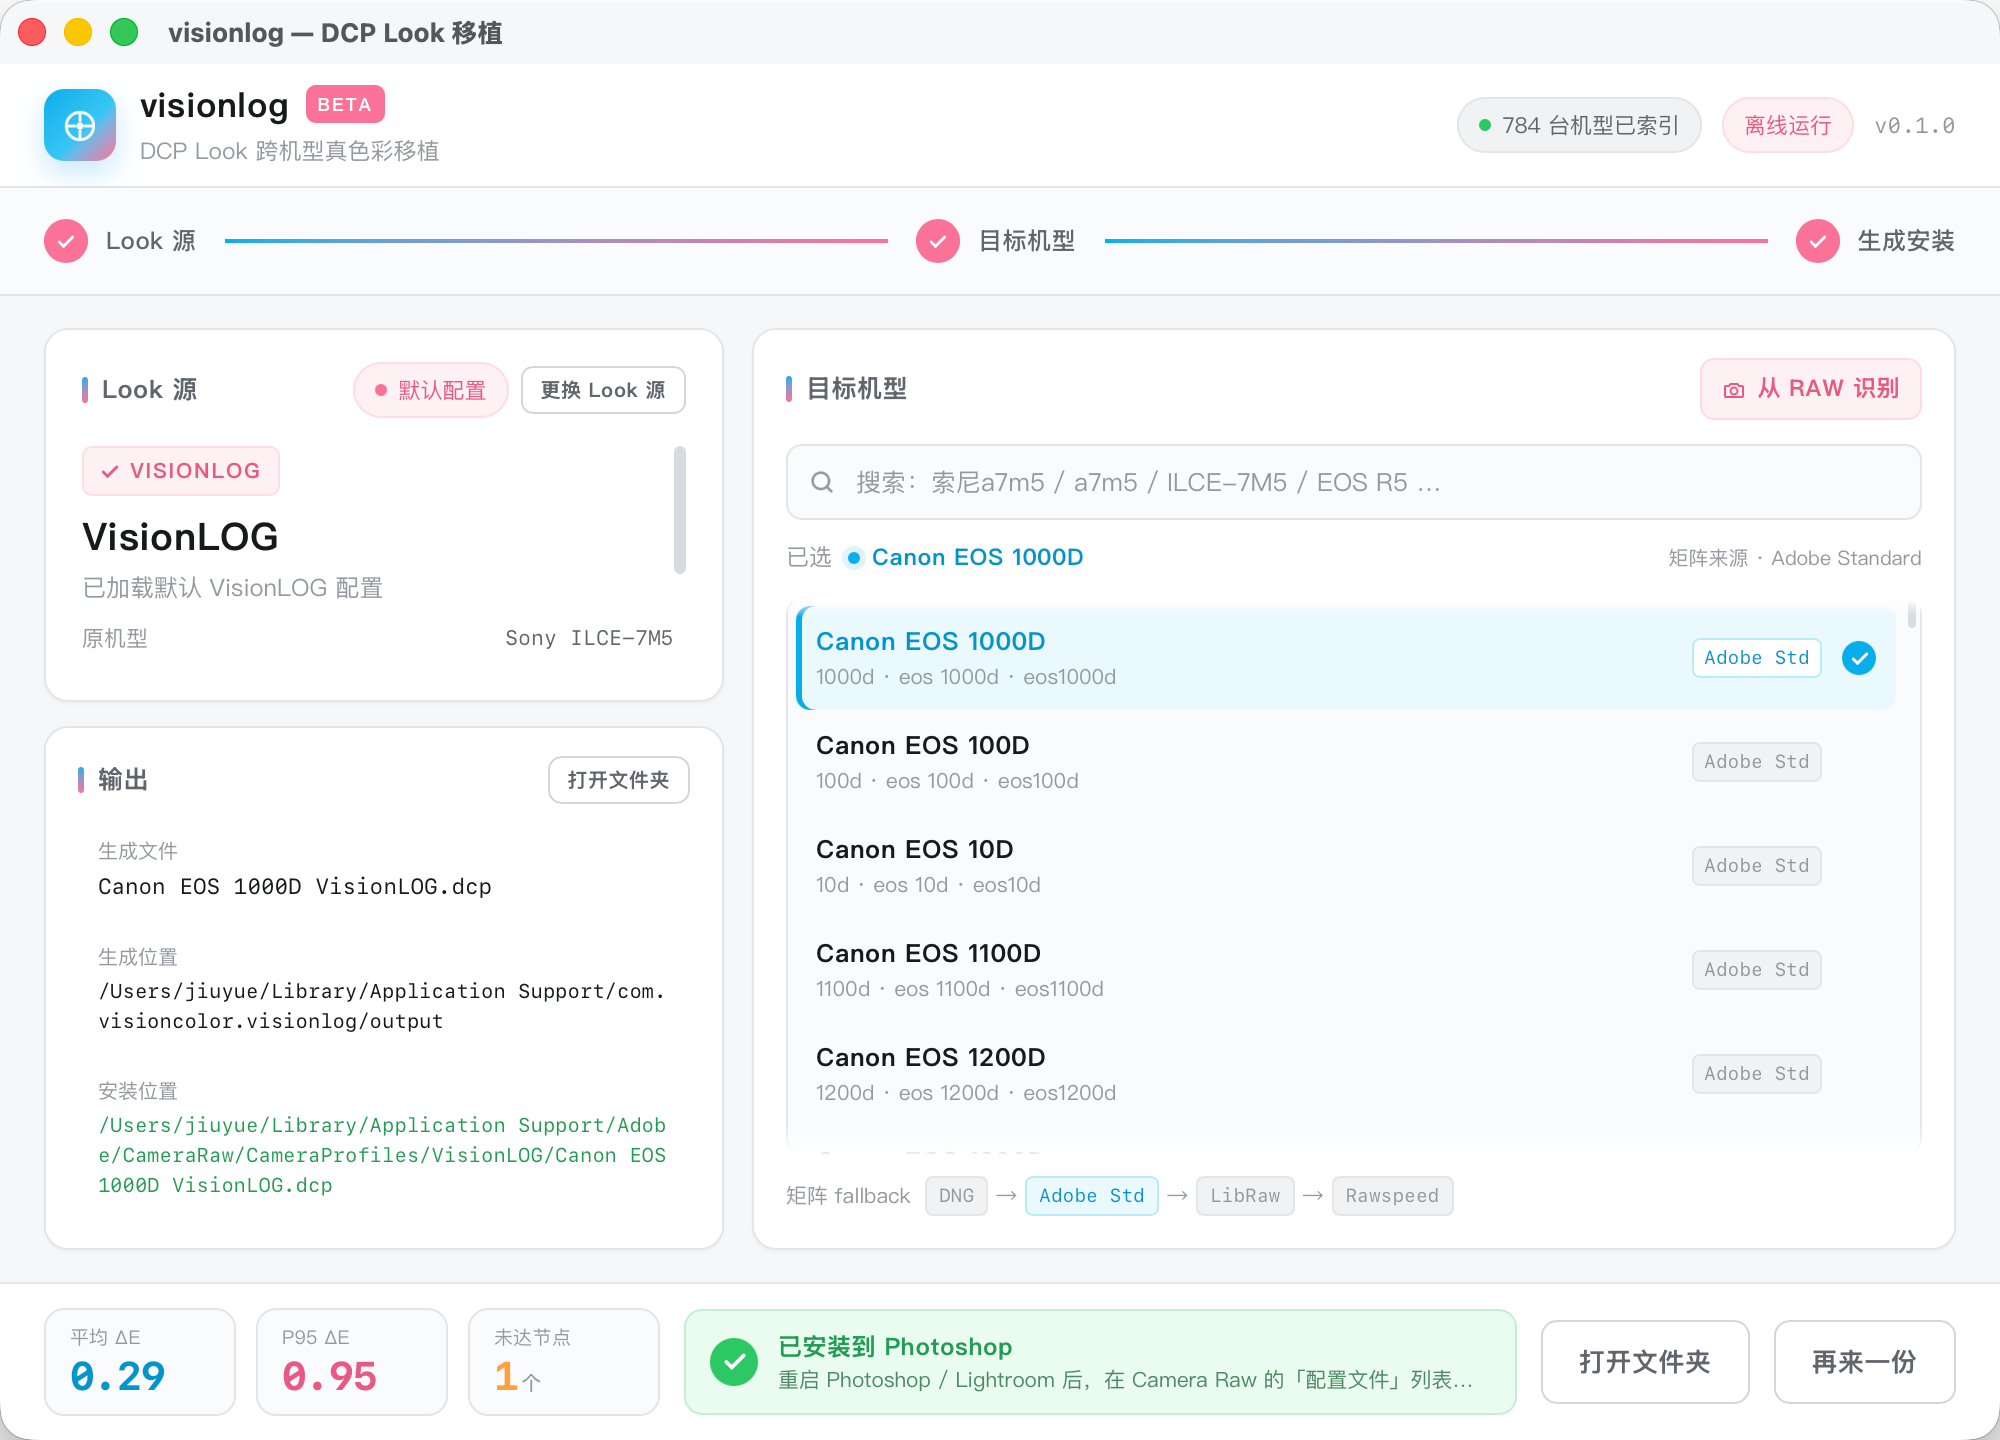 visionlog — DCP Look 移植
visionlog BETA
DCP Look 跨机型真色彩移植
784 台机型已索引
离线运行
v0.1.0
Look 源
目标机型
生成安装
Look 源
默认配置
更换 Look 源
VISIONLOG
VisionLOG
已加载默认 VisionLOG 配置
原机型 Sony ILCE-7M5
输出
打开文件夹
生成文件
Canon EOS 1000D VisionLOG.dcp
生成位置
/Users/jiuyue/Library/Application Support/com.
visioncolor.visionlog/output
安装位置
/Users/jiuyue/Library/Application Support/Adob
e/CameraRaw/CameraProfiles/VisionLOG/Canon EOS
1000D VisionLOG.dcp
目标机型
从 RAW 识别
搜索：索尼a7m5 / a7m5 / ILCE-7M5 / EOS R5 …
已选 Canon EOS 1000D
矩阵来源 · Adobe Standard
Canon EOS 1000D
1000d · eos 1000d · eos1000d
Adobe Std
Canon EOS 100D
100d · eos 100d · eos100d
Adobe Std
Canon EOS 10D
10d · eos 10d · eos10d
Adobe Std
Canon EOS 1100D
1100d · eos 1100d · eos1100d
Adobe Std
Canon EOS 1200D
1200d · eos 1200d · eos1200d
Adobe Std
矩阵 fallback DNG → Adobe Std → LibRaw → Rawspeed
平均 ΔE
0.29
P95 ΔE
0.95
未达节点
1个
已安装到 Photoshop
重启 Photoshop / Lightroom 后，在 Camera Raw 的「配置文件」列表…
打开文件夹
再来一份